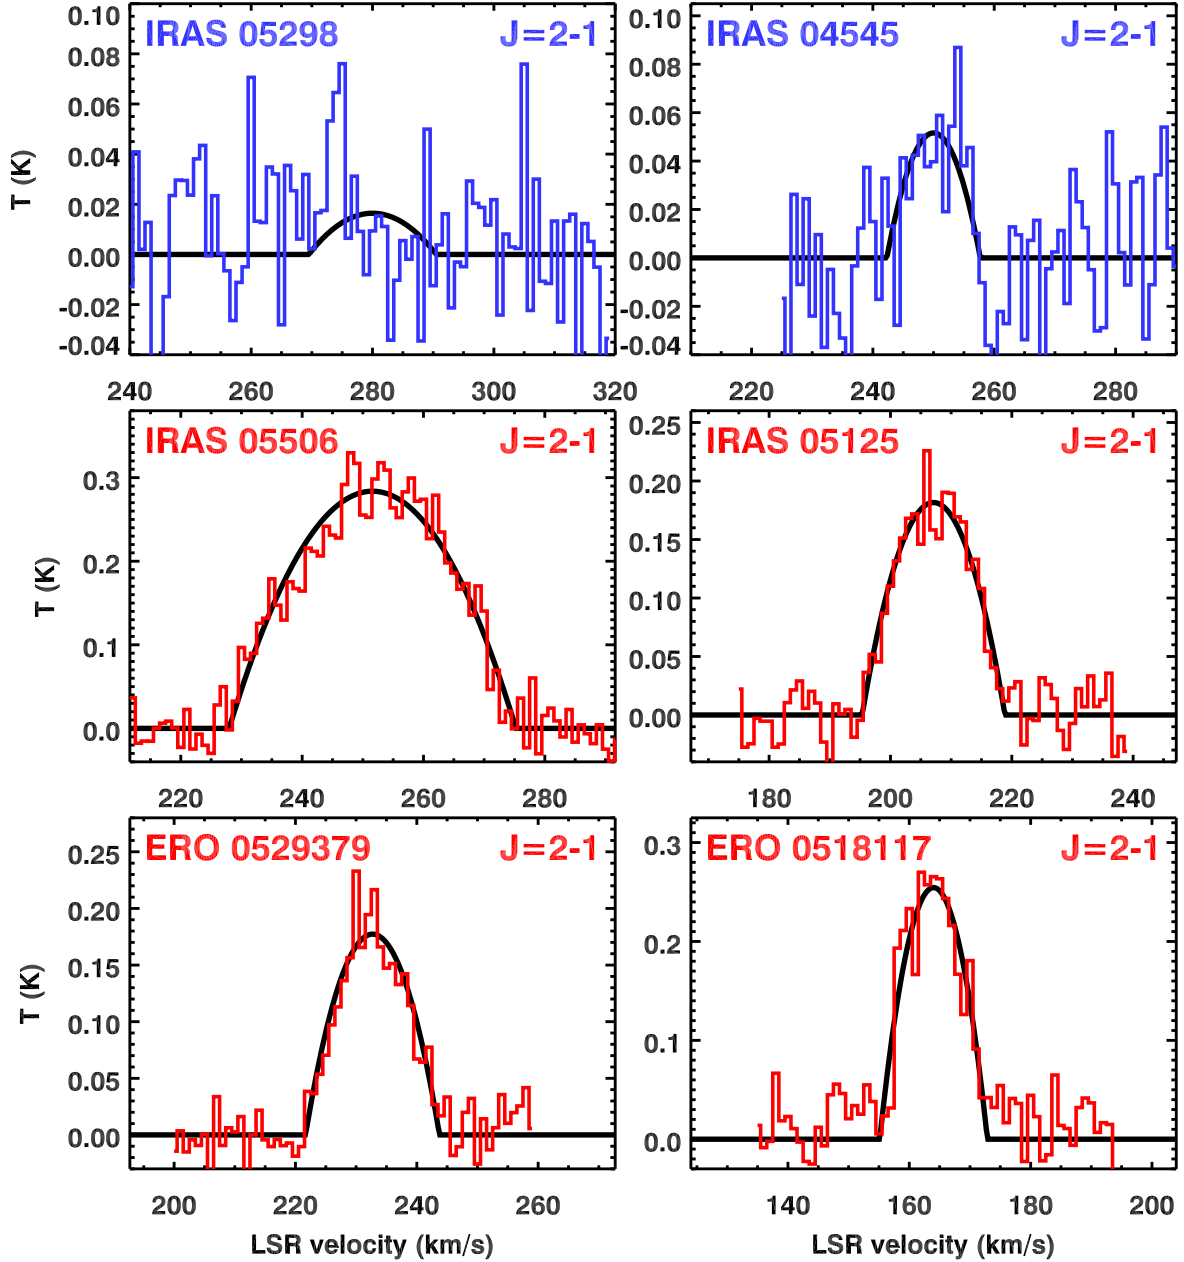 IRAS 05298 J=2-1
IRAS 04545 J=2-1
0.10
0.08
0.06
0.04
0.02
0.00
-0.02
-0.04
T (K)
0.10
0.08
0.06
0.04
0.02
0.00
-0.02
-0.04
240 260 280 300 320
220 240 260 280
IRAS 05506 J=2-1
IRAS 05125 J=2-1
0.3
0.2
0.1
0.0
T (K)
0.25
0.20
0.15
0.10
0.05
0.00
220 240 260 280
180 200 220 240
ERO 0529379 J=2-1
ERO 0518117 J=2-1
0.25
0.20
0.15
0.10
0.05
0.00
T (K)
0.3
0.2
0.1
0.0
200 220 240 260
140 160 180 200
LSR velocity (km/s)
LSR velocity (km/s)